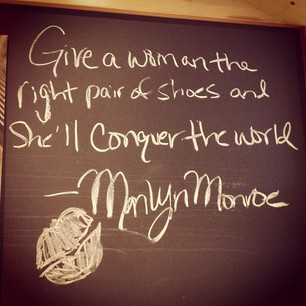 Give a woman the
right pair of shoes and
She'll Conquer the world
—Marilyn Monroe